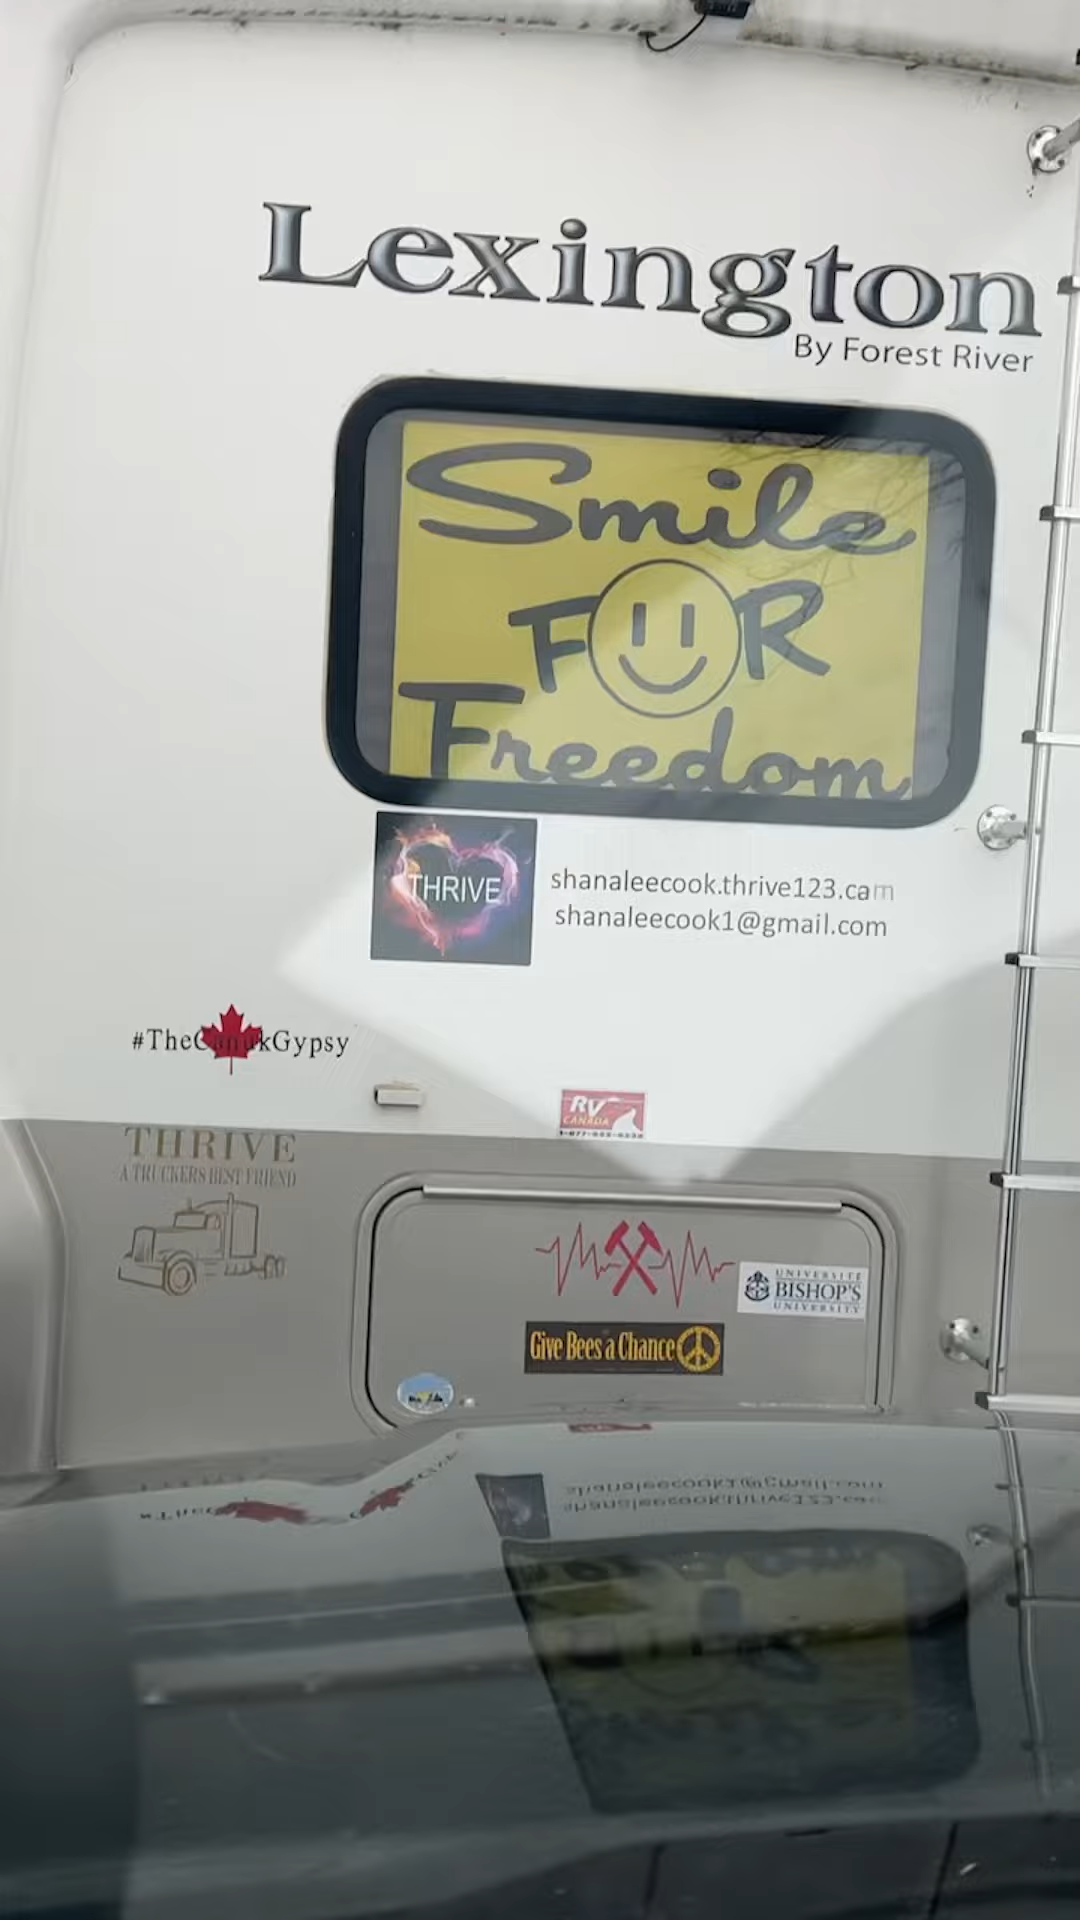 Lexington
By Forest River
Smile
FOR
Freedom
THRIVE
shanaleecook.thrive123.cam
shanaleecook1@gmail.com
#TheCanukGypsy
RV
CANADA
THRIVE
A TRUCKERS BEST FRIEND
UNIVERSITÉ
BISHOP'S
UNIVERSITY
Give Bees a Chance